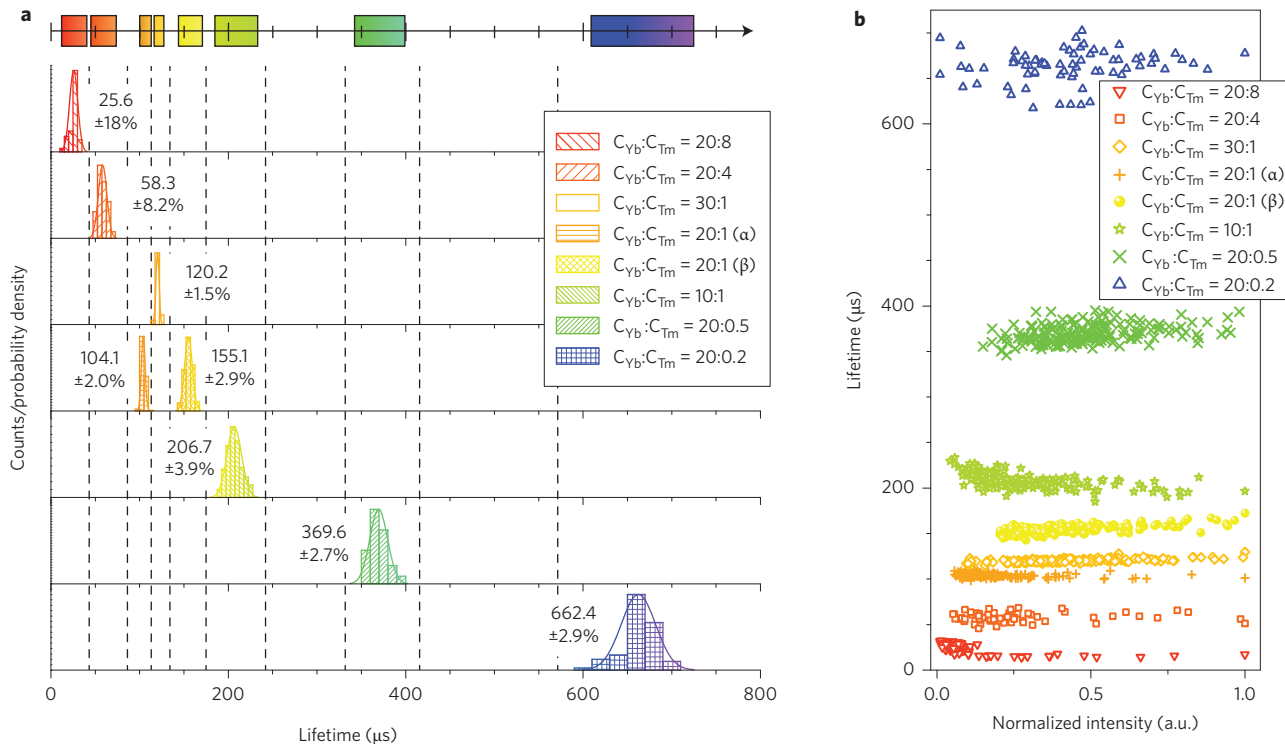 a
25.6
±18%
58.3
±8.2%
120.2
±1.5%
104.1
±2.0%
155.1
±2.9%
206.7
±3.9%
369.6
±2.7%
662.4
±2.9%
C_Yb:C_Tm = 20:8
C_Yb:C_Tm = 20:4
C_Yb:C_Tm = 30:1
C_Yb:C_Tm = 20:1 (α)
C_Yb:C_Tm = 20:1 (β)
C_Yb:C_Tm = 10:1
C_Yb:C_Tm = 20:0.5
C_Yb:C_Tm = 20:0.2
Counts/probability density
0 200 400 600 800
Lifetime (μs)
b
C_Yb:C_Tm = 20:8
C_Yb:C_Tm = 20:4
C_Yb:C_Tm = 30:1
C_Yb:C_Tm = 20:1 (α)
C_Yb:C_Tm = 20:1 (β)
C_Yb:C_Tm = 10:1
C_Yb:C_Tm = 20:0.5
C_Yb:C_Tm = 20:0.2
Lifetime (μs)
600
400
200
0
0.0 0.5 1.0
Normalized intensity (a.u.)